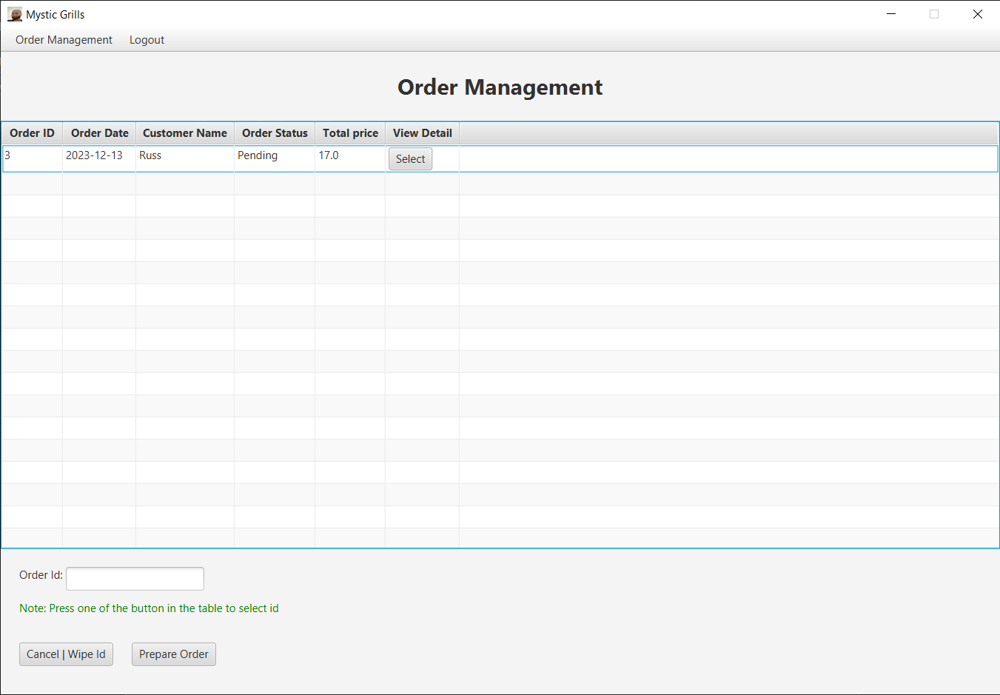 Mystic Grills
Order Management Logout
Order Management
Order ID Order Date Customer Name Order Status Total price View Detail
3 2023-12-13 Russ Pending 17.0 Select
Order Id:
Note: Press one of the button in the table to select id
Cancel | Wipe Id Prepare Order